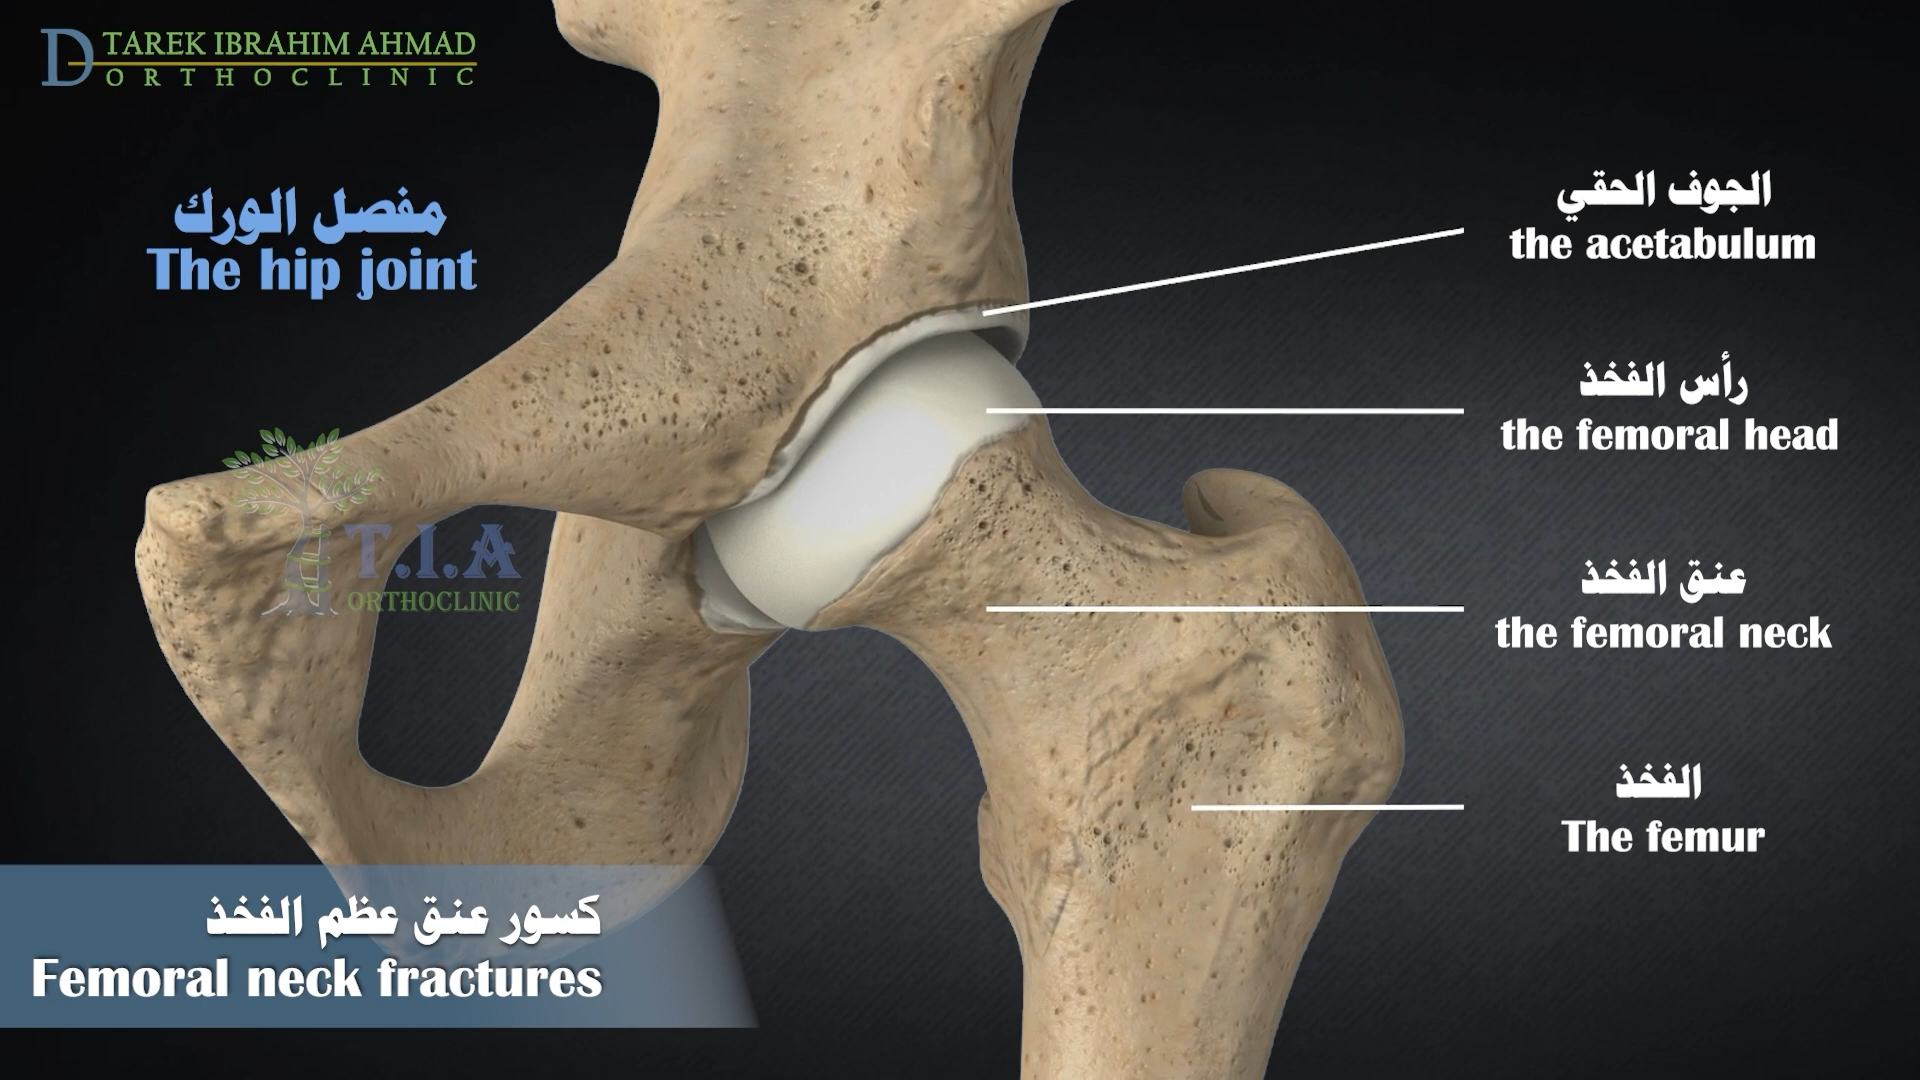 D TAREK IBRAHIM AHMAD
ORTHOCLINIC
مفصل الورك
The hip joint
الجوف الحقي
the acetabulum
رأس الفخذ
the femoral head
عنق الفخذ
the femoral neck
الفخذ
The femur
T.I.A
ORTHOCLINIC
كسور عنق عظم الفخذ
Femoral neck fractures